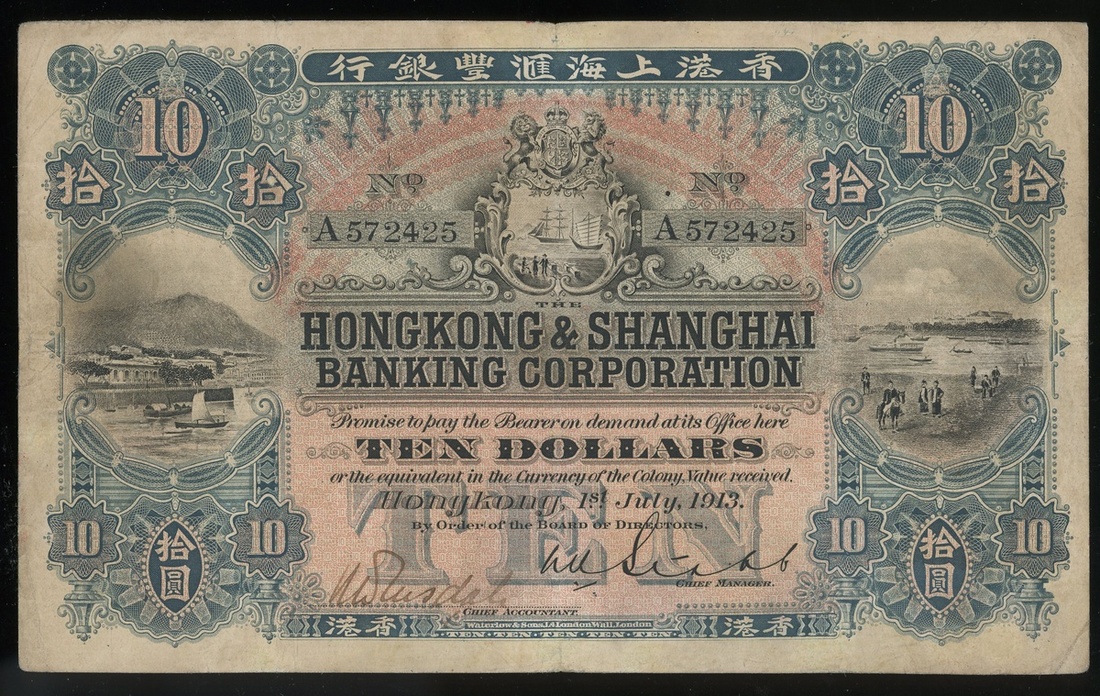 香港上海滙豐銀行
10 10
拾 拾 拾 拾
No. No.
A 572425 A 572425
THE
HONGKONG & SHANGHAI
BANKING CORPORATION
Promise to pay the Bearer on demand at its Office here
TEN DOLLARS
or the equivalent in the Currency of the Colony, Value received.
Hongkong, 1st July, 1913.
By Order of the BOARD OF DIRECTORS,
TEN
10 拾圓 10 10 拾圓 10
CHIEF MANAGER.
CHIEF ACCOUNTANT.
Waterlow & Sons Ld London Wall, London
香港 TEN·TEN·TEN·TEN·TEN 香港